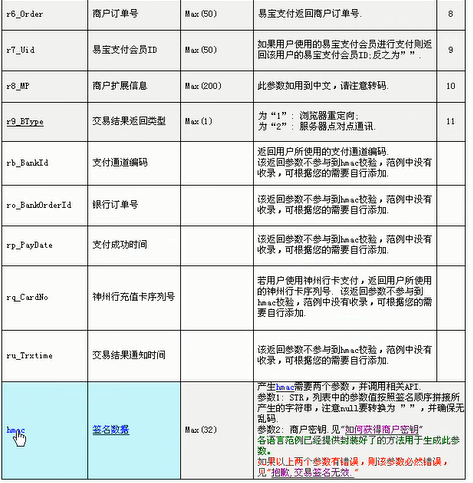 r6_Order 商户订单号 Max(50) 易宝支付返回商户订单号. 8
r7_Uid 易宝支付会员ID Max(50) 如果用户使用的易宝支付会员进行支付则返
回该用户的易宝支付会员ID;反之为””. 9
r8_MP 商户扩展信息 Max(200) 此参数如用到中文,请注意转码. 10
r9_BType 交易结果返回类型 Max(1) 为“1”: 浏览器重定向;
为“2”: 服务器点对点通讯. 11
rb_BankId 支付通道编码 返回用户所使用的支付通道编码.
该返回参数不参与到hmac校验,范例中没有
收录,可根据您的需要自行添加.
ro_BankOrderId 银行订单号 该返回参数不参与到hmac校验,范例中没有
收录,可根据您的需要自行添加.
rp_PayDate 支付成功时间 该返回参数不参与到hmac校验,范例中没有
收录,可根据您的需要自行添加.
rq_CardNo 神州行充值卡序列号 若用户使用神州行卡支付,返回用户所使用
的神州行卡序列号. 该返回参数不参与到
hmac校验,范例中没有收录,可根据您的需
要自行添加.
ru_Trxtime 交易结果通知时间 该返回参数不参与到hmac校验,范例中没有
收录,可根据您的需要自行添加.
hmac 签名数据 Max(32) 产生hmac需要两个参数,并调用相关API.
参数1: STR,列表中的参数值按照签名顺序拼接所
产生的字符串,注意null要转换为 ””,并确保无
乱码.
参数2: 商户密钥.见”如何获得商户密钥”
各语言范例已经提供封装好了的方法用于生成此参
数。
如果以上两个参数有错误,则该参数必然错误,
见”抱歉,交易签名无效.”